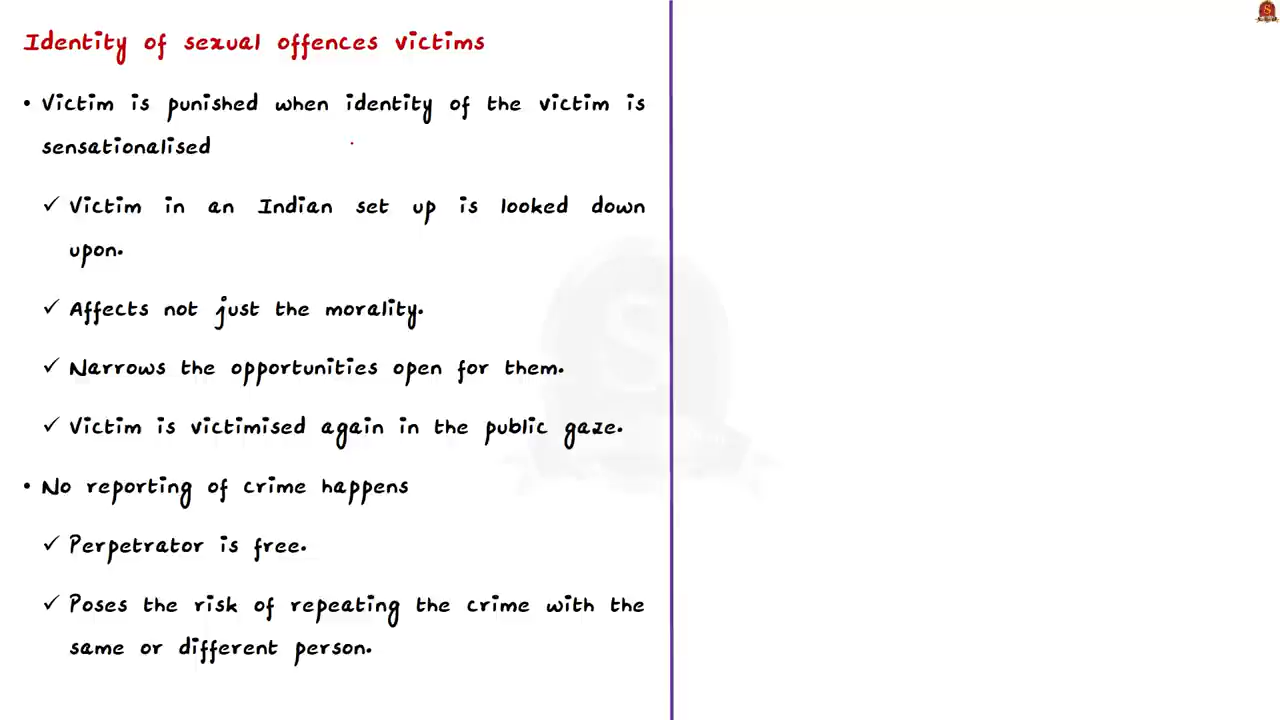 Identity of sexual offences victims
• Victim is punished when identity of the victim is
sensationalised
✓ Victim in an Indian set up is looked down
upon.
✓ Affects not just the morality.
✓ Narrows the opportunities open for them.
✓ Victim is victimised again in the public gaze.
• No reporting of crime happens
✓ Perpetrator is free.
✓ Poses the risk of repeating the crime with the
same or different person.